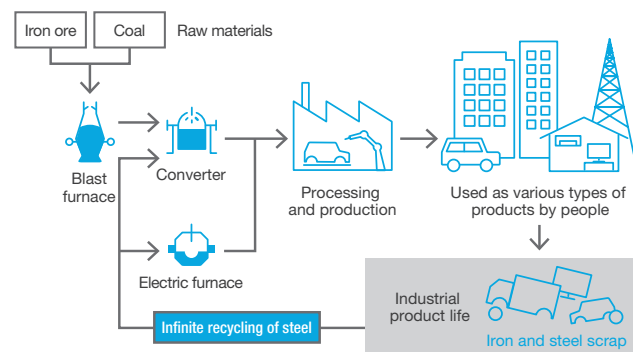 Iron ore
Coal
Raw materials
Blast
furnace
Converter
Processing
and production
Used as various types of
products by people
Electric furnace
Industrial
product life
Infinite recycling of steel
Iron and steel scrap